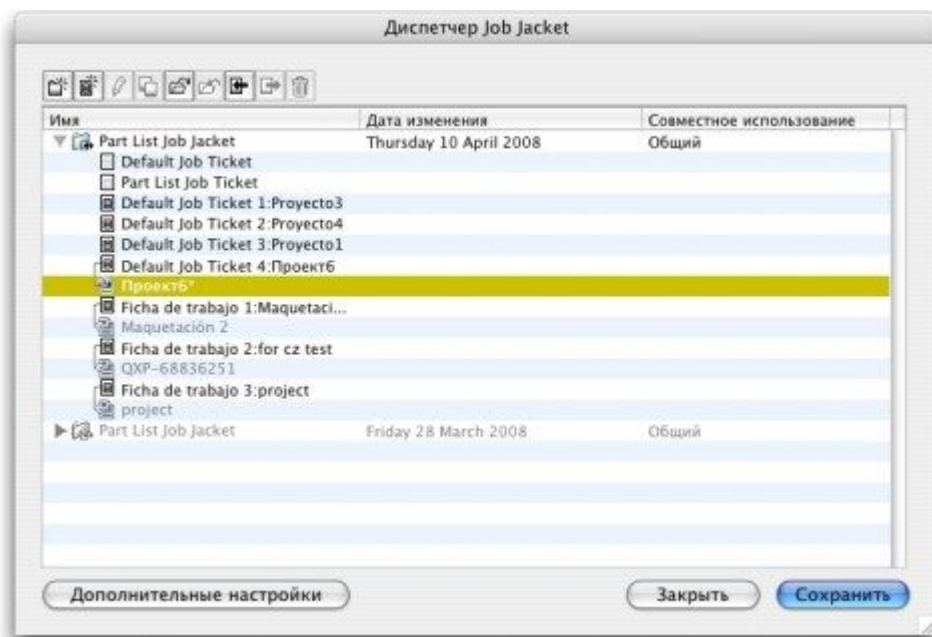 Диспетчер Job Jacket
Имя Дата изменения Совместное использование
Part List Job Jacket Thursday 10 April 2008 Общий
Default Job Ticket
Part List Job Ticket
Default Job Ticket 1:Proyecto3
Default Job Ticket 2:Proyecto4
Default Job Ticket 3:Proyecto1
Default Job Ticket 4:Проект6
Проект6*
Ficha de trabajo 1:Maquetaci...
Maquetación 2
Ficha de trabajo 2:for cz test
QXP-68836251
Ficha de trabajo 3:project
project
Part List Job Jacket Friday 28 March 2008 Общий
Дополнительные настройки Закрыть Сохранить